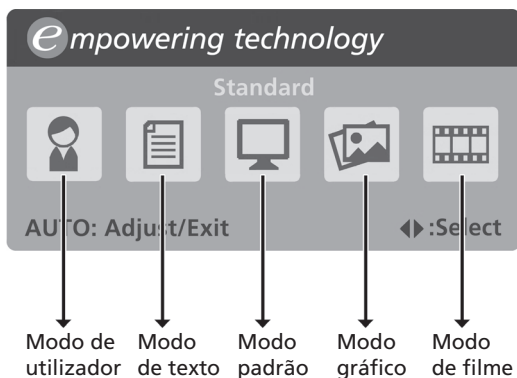 empowering technology
Standard
AUTO: Adjust/Exit
:Select
Modo de utilizador
Modo de texto
Modo padrão
Modo gráfico
Modo de filme